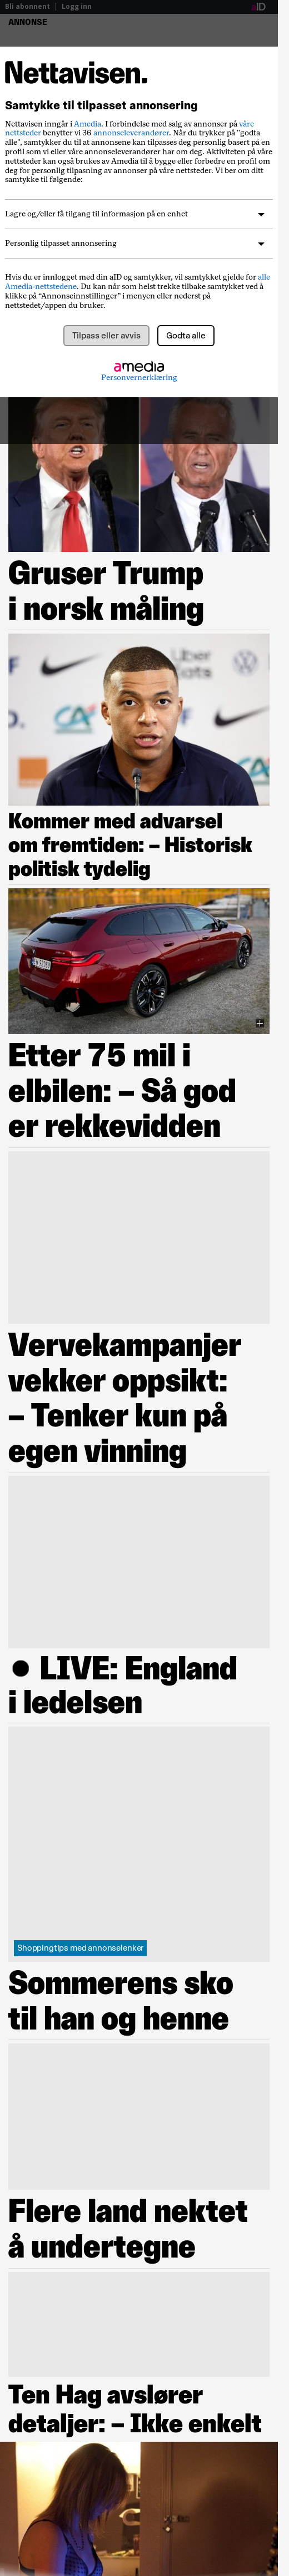 Bli abonnent | Logg inn
aID
ANNONSE
Nettavisen.
Samtykke til tilpasset annonsering
Nettavisen inngår i Amedia. I forbindelse med salg av annonser på våre
nettsteder benytter vi 36 annonseleverandører. Når du trykker på "godta
alle", samtykker du til at annonsene kan tilpasses deg personlig basert på en
profil som vi eller våre annonseleverandører har om deg. Aktiviteten på våre
nettsteder kan også brukes av Amedia til å bygge eller forbedre en profil om
deg for personlig tilpasning av annonser på våre nettsteder. Vi ber om ditt
samtykke til følgende:
Lagre og/eller få tilgang til informasjon på en enhet
Personlig tilpasset annonsering
Hvis du er innlogget med din aID og samtykker, vil samtykket gjelde for alle
Amedia-nettstedene. Du kan når som helst trekke tilbake samtykket ved å
klikke på “Annonseinnstillinger” i menyen eller nederst på
nettstedet/appen du bruker.
Tilpass eller avvis
Godta alle
amedia
Personvernerklæring
Gruser Trump
i norsk måling
Kommer med advarsel
om fremtiden: – Historisk
politisk tydelig
Etter 75 mil i
elbilen: – Så god
er rekkevidden
Vervekampanjer
vekker oppsikt:
– Tenker kun på
egen vinning
● LIVE: England
i ledelsen
Shoppingtips med annonselenker
Sommerens sko
til han og henne
Flere land nektet
å undertegne
Ten Hag avslører
detaljer: – Ikke enkelt